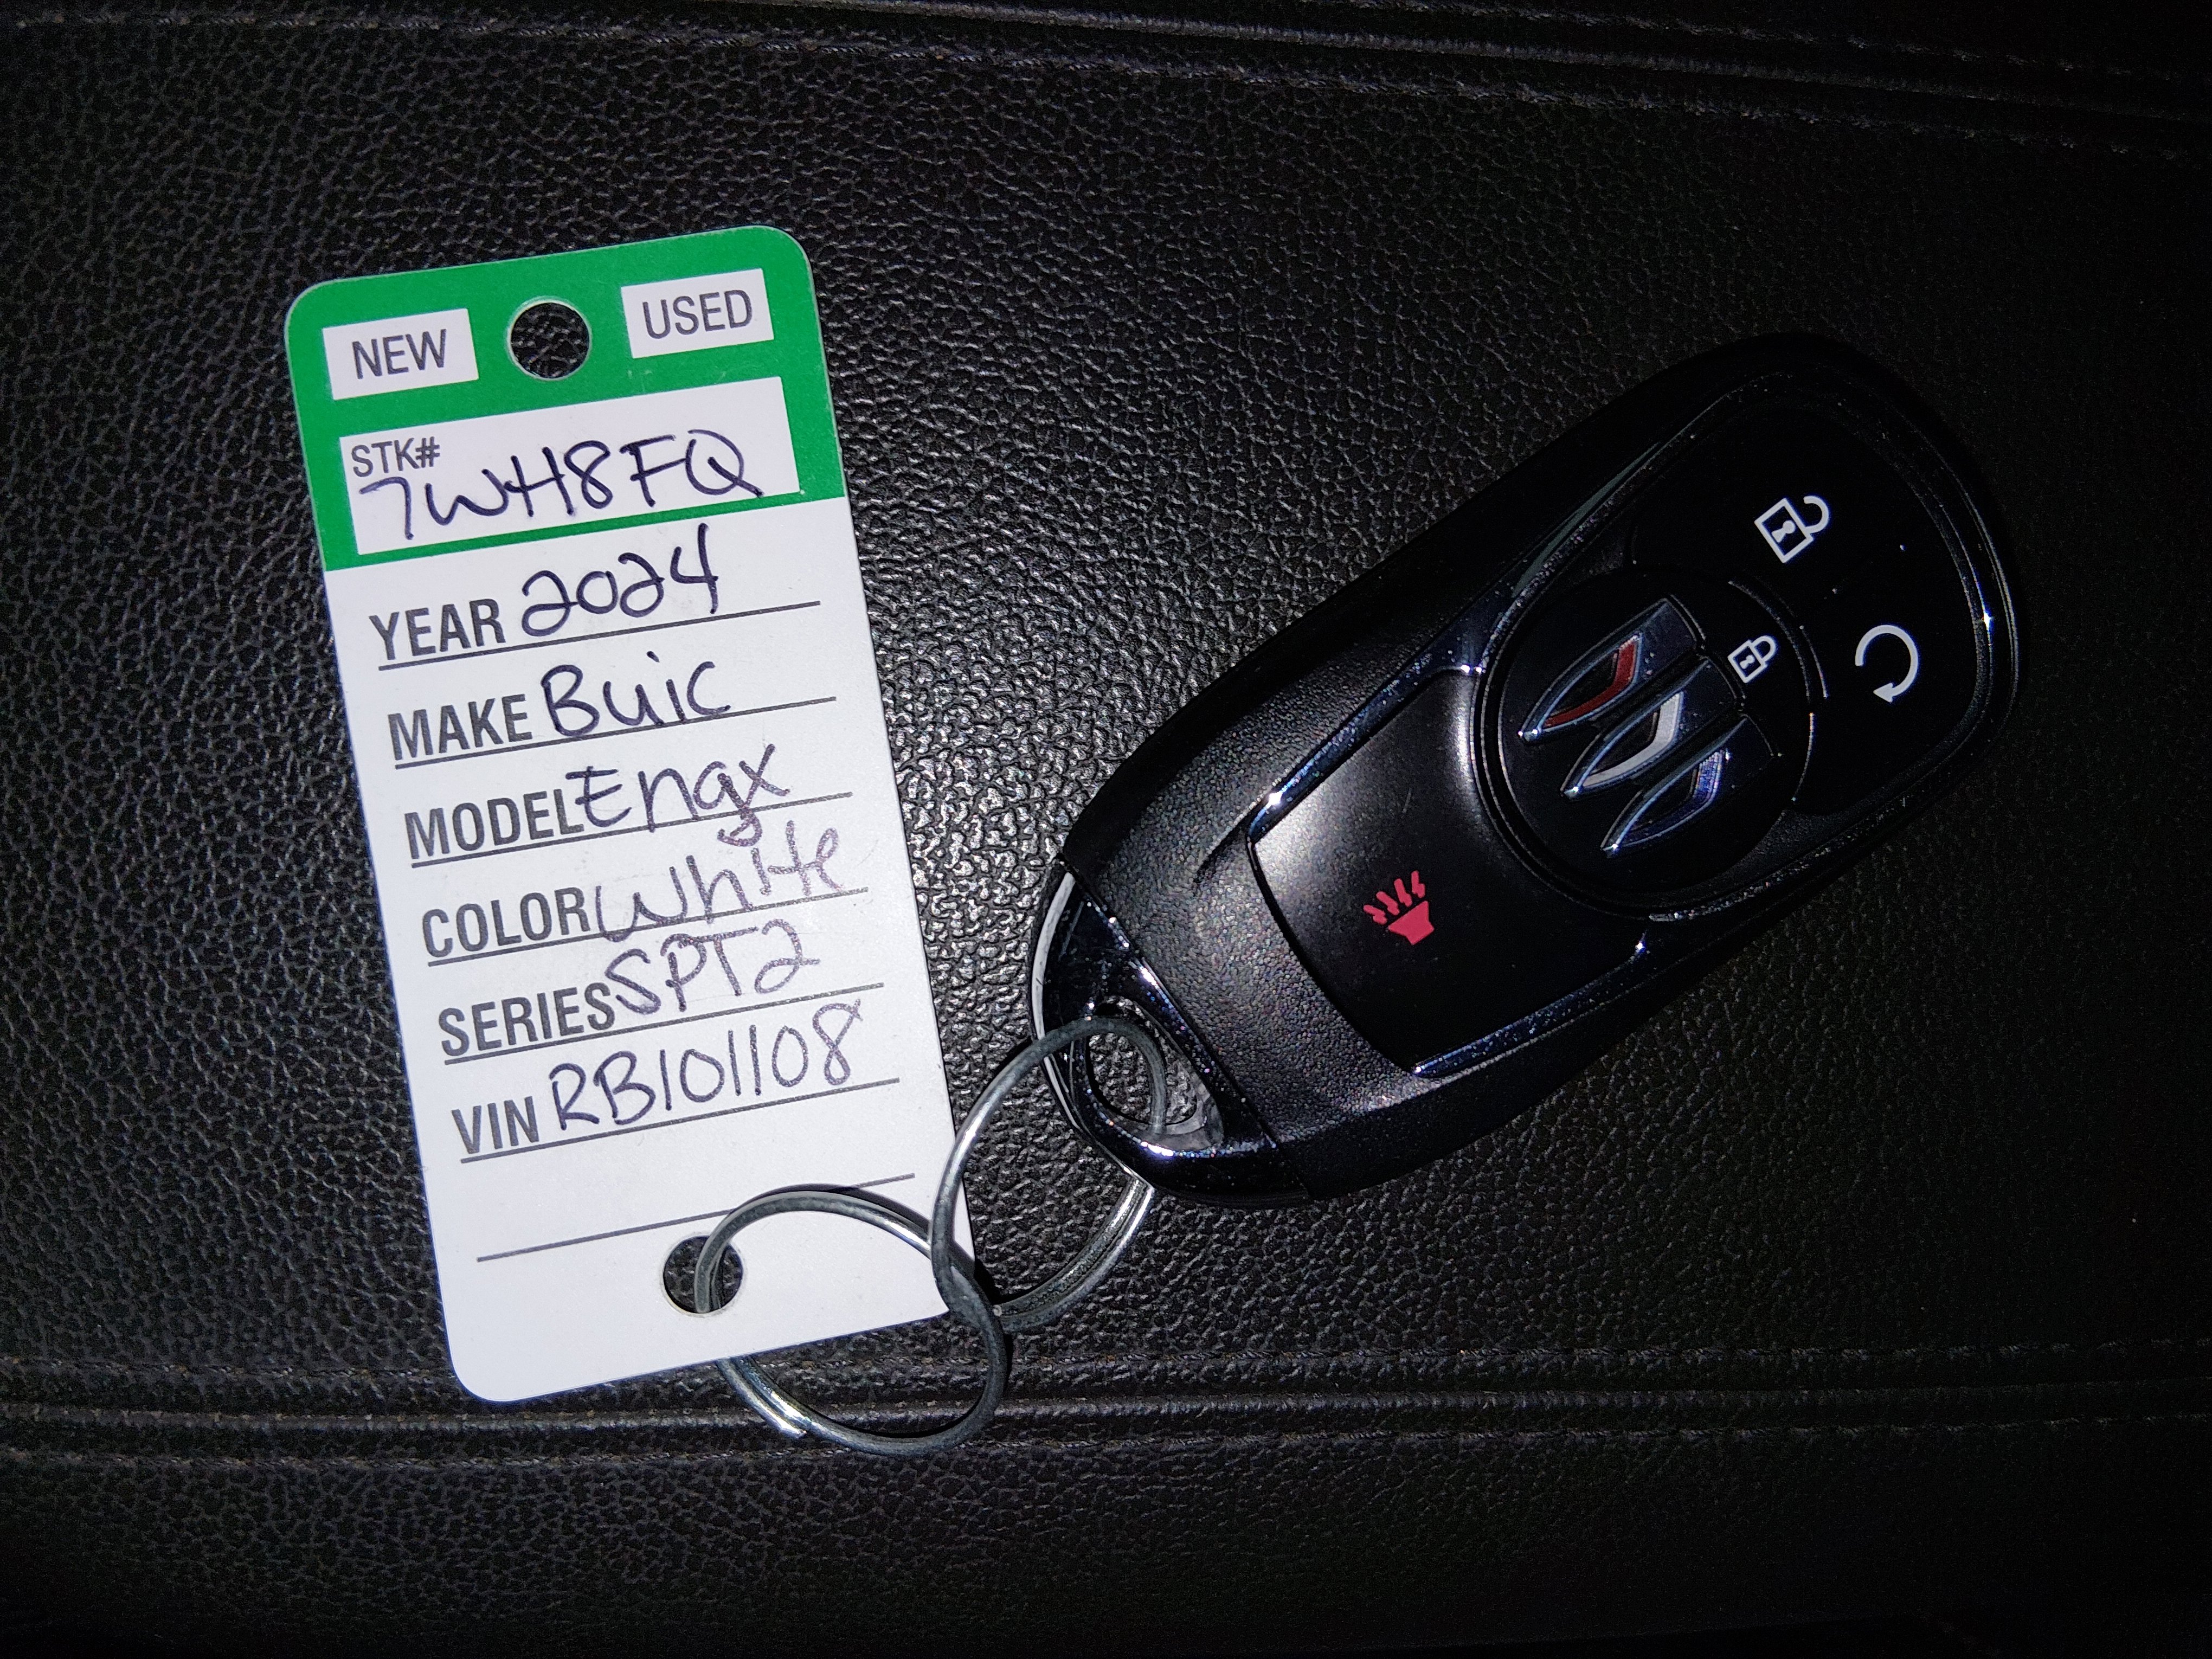 NEW USED
STK#
7WH8FQ
YEAR 2024
MAKE Buic
MODEL Engx
COLOR White
SERIES SPT2
VIN RB101108